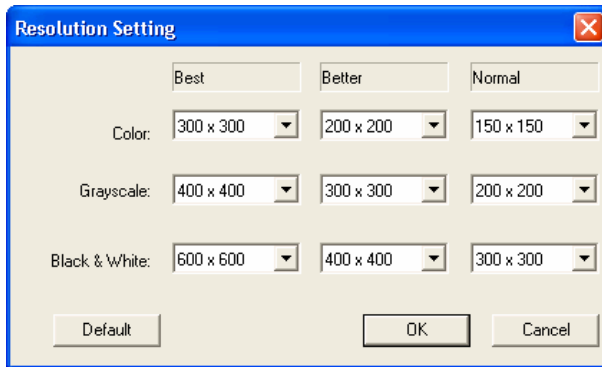 Resolution Setting
Best Better Normal
Color: 300 x 300 200 x 200 150 x 150
Grayscale: 400 x 400 300 x 300 200 x 200
Black & White: 600 x 600 400 x 400 300 x 300
Default OK Cancel